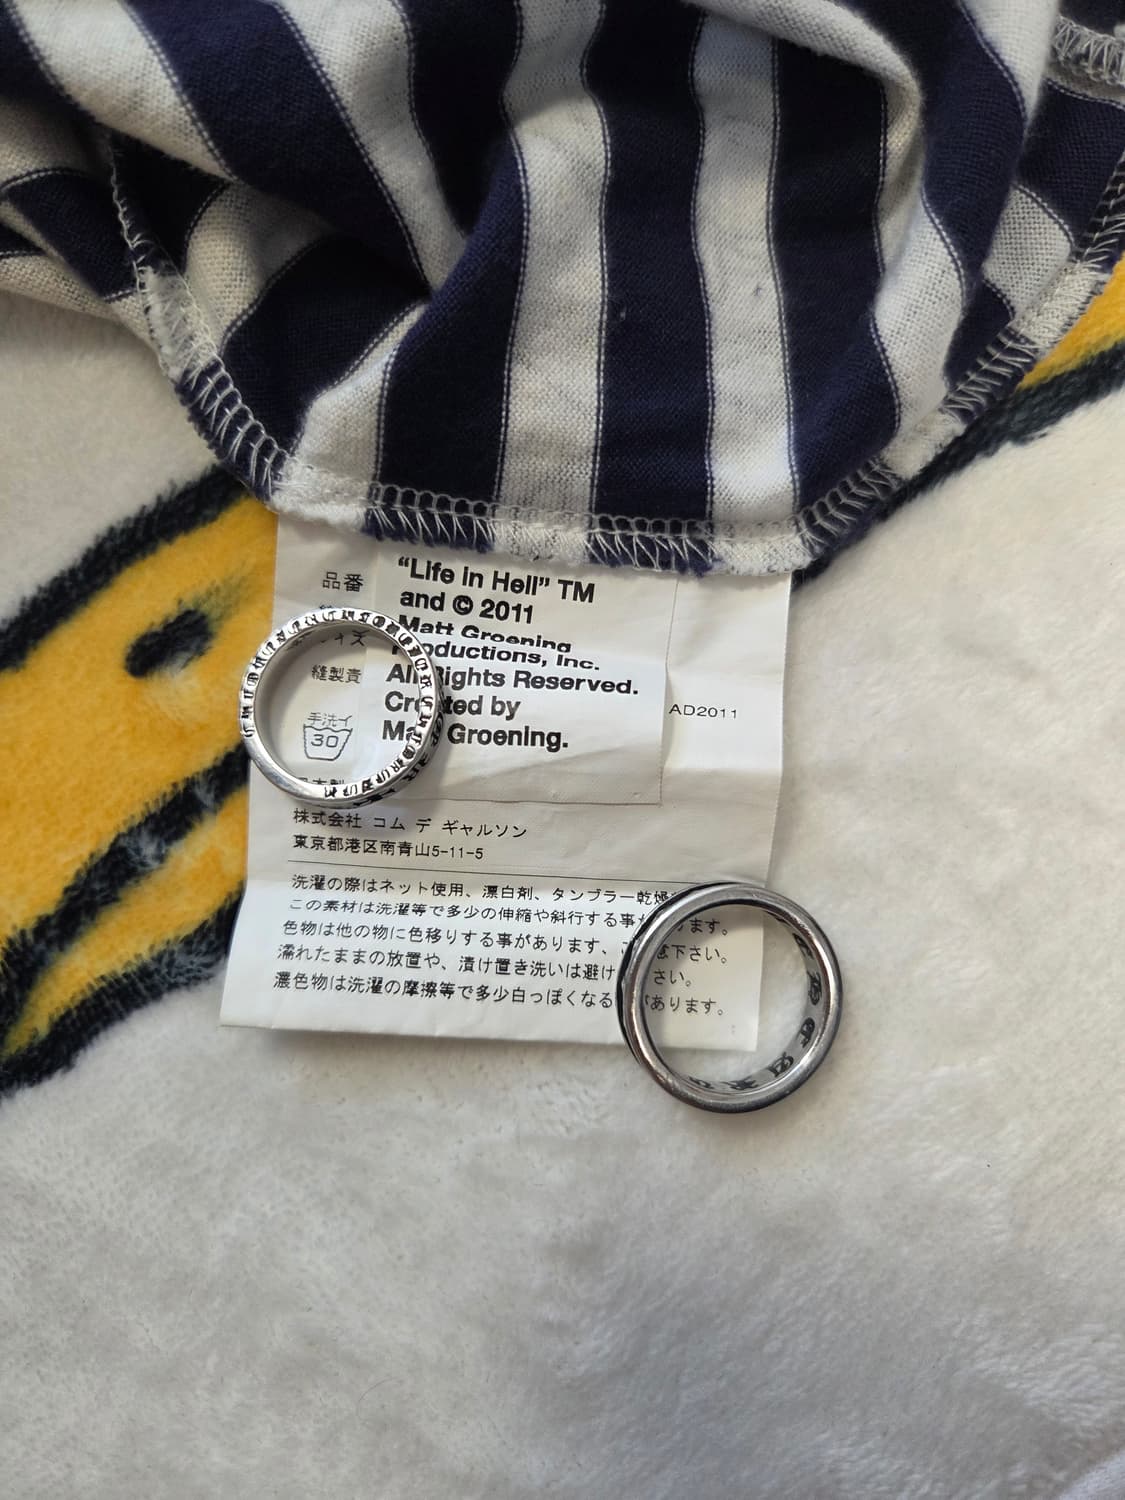 品番
“Life in Hell” TM
and © 2011
Matt Groening
Productions, Inc.
All Rights Reserved.
Created by
Matt Groening.
イズ
縫製責
手洗イ
30
AD2011
株式会社 コム デ ギャルソン
東京都港区南青山5-11-5
洗濯の際はネット使用、漂白剤、タンブラー乾燥
この素材は洗濯等で多少の伸縮や斜行する事が ります。
色物は他の物に色移りする事があります、ご 意下さい。
濡れたままの放置や、漬け置き洗いは避け さい。
濃色物は洗濯の摩擦等で多少白っぽくなる があります。